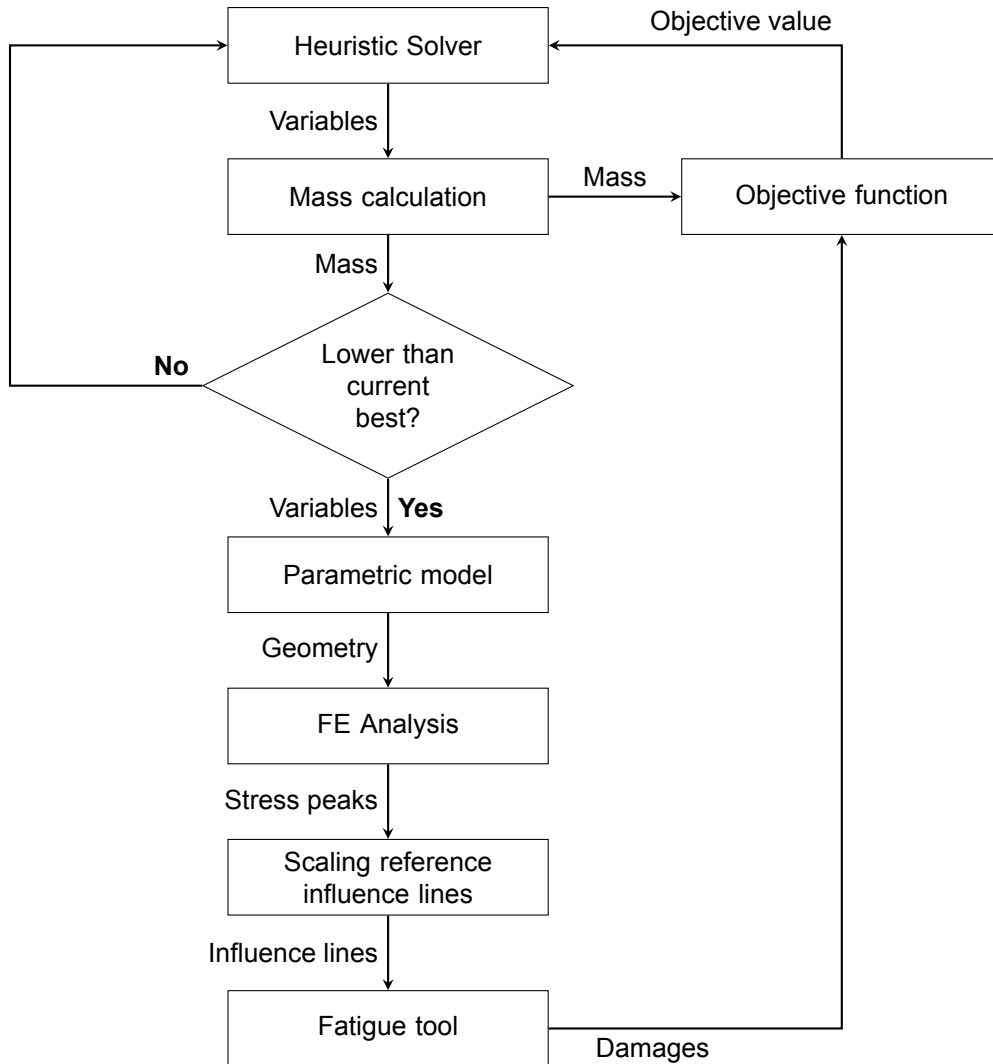 Objective value
Heuristic Solver
Variables
Mass calculation
Mass
Objective function
Mass
Lower than
current
best?
No
Variables
Yes
Parametric model
Geometry
FE Analysis
Stress peaks
Scaling reference
influence lines
Influence lines
Fatigue tool
Damages